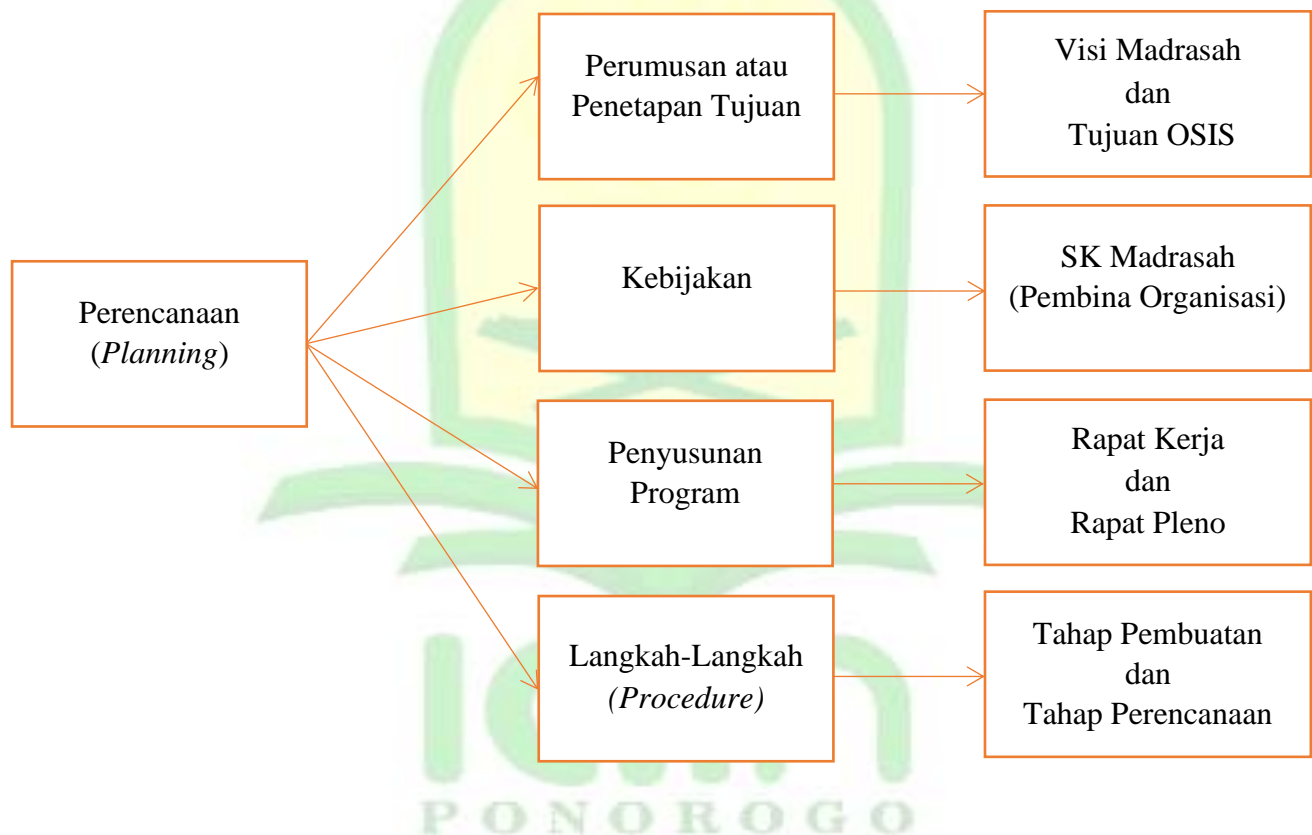 Perencanaan
(Planning)
Perumusan atau
Penetapan Tujuan
Visi Madrasah
dan
Tujuan OSIS
Kebijakan
SK Madrasah
(Pembina Organisasi)
Penyusunan
Program
Rapat Kerja
dan
Rapat Pleno
Langkah-Langkah
(Procedure)
Tahap Pembuatan
dan
Tahap Perencanaan
iain
PONOROGO